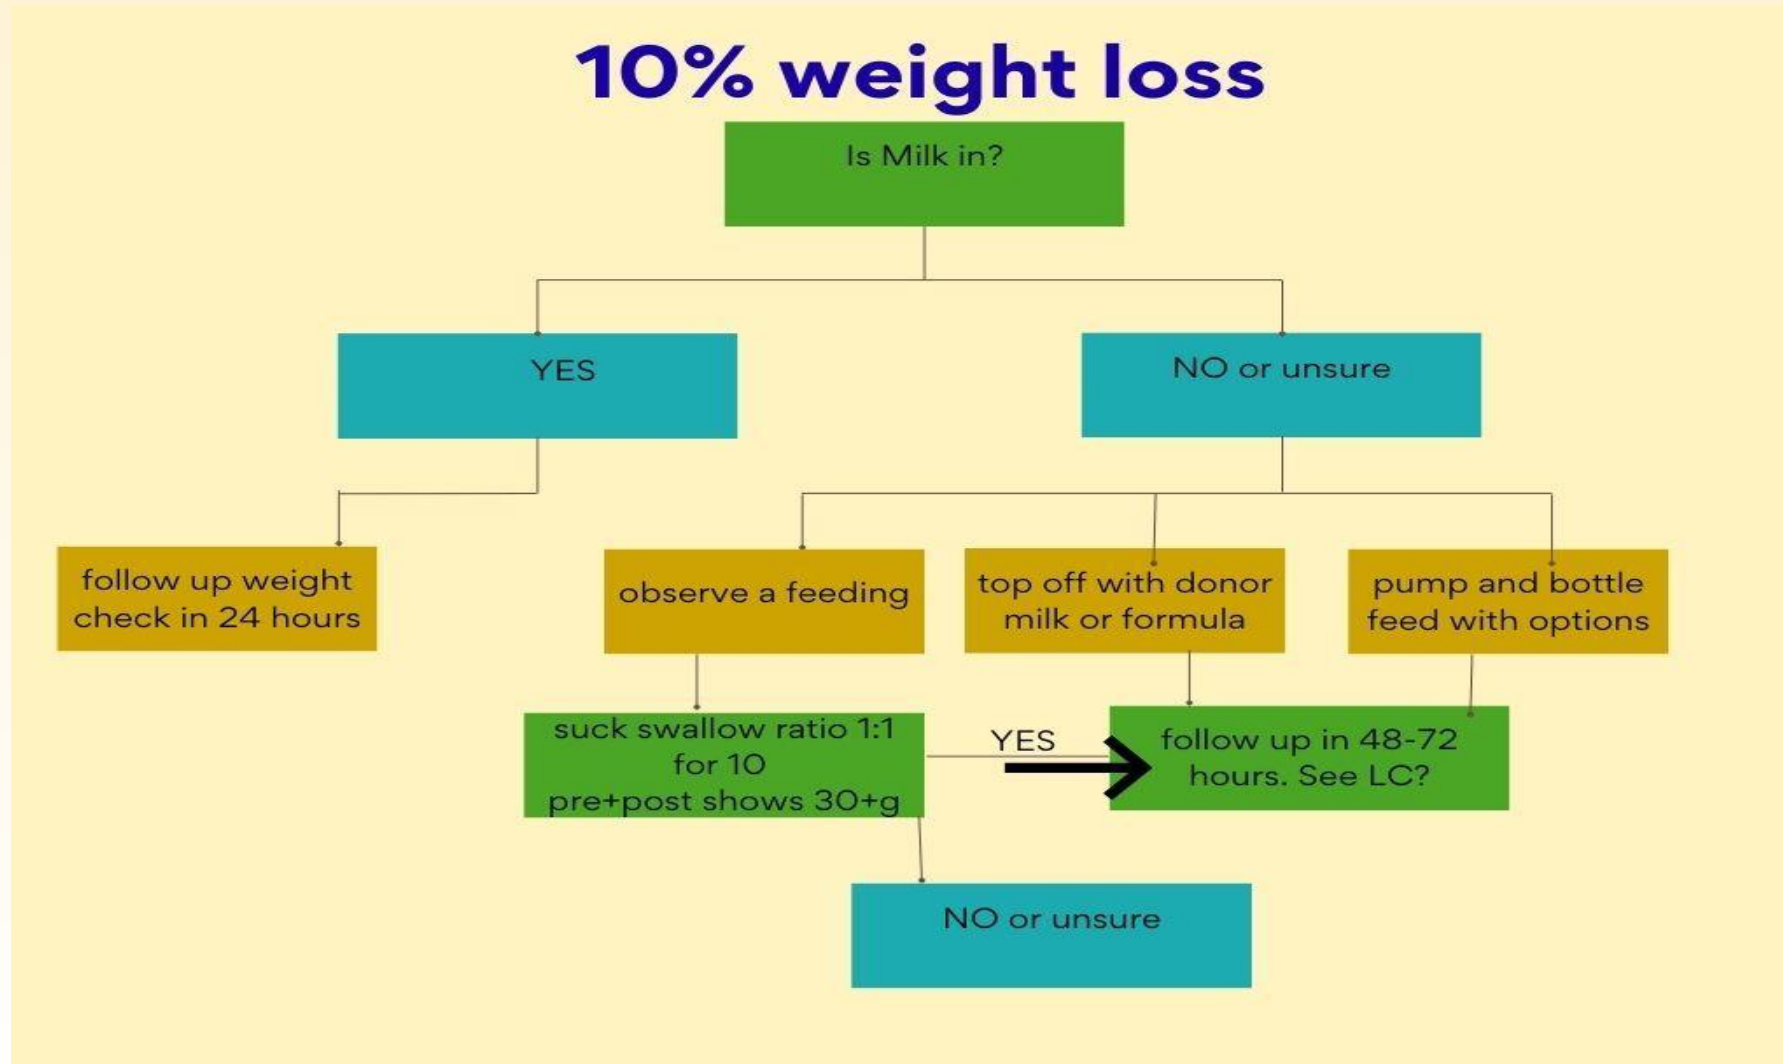 10% weight loss
Is Milk in?
YES
NO or unsure
follow up weight
check in 24 hours
observe a feeding
top off with donor
milk or formula
pump and bottle
feed with options
suck swallow ratio 1:1
for 10
pre+post shows 30+g
YES
follow up in 48-72
hours. See LC?
NO or unsure